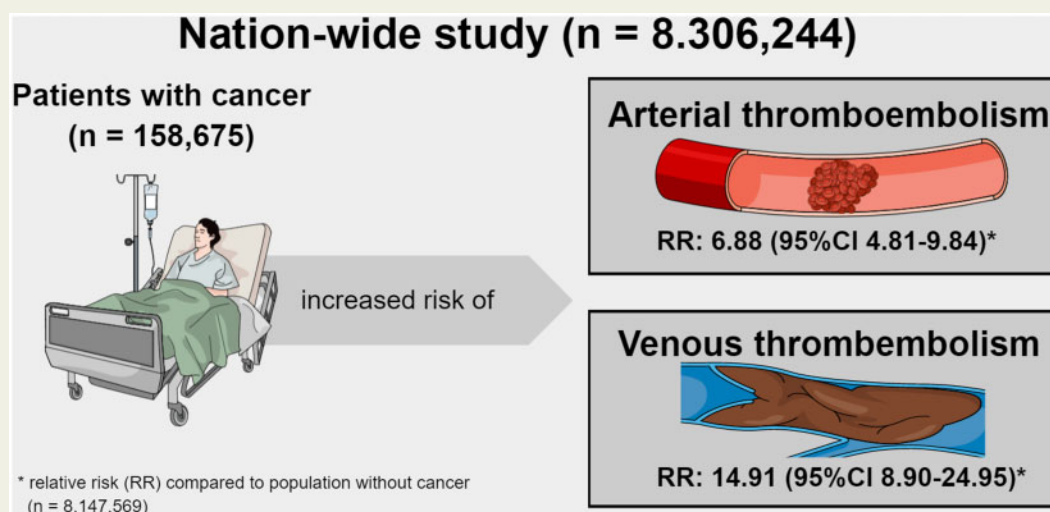 Nation-wide study (n = 8.306,244)
Patients with cancer
(n = 158,675)
increased risk of
Arterial thromboembolism
RR: 6.88 (95%CI 4.81-9.84)*
Venous thrombembolism
RR: 14.91 (95%CI 8.90-24.95)*
* relative risk (RR) compared to population without cancer
(n = 8.147,569)